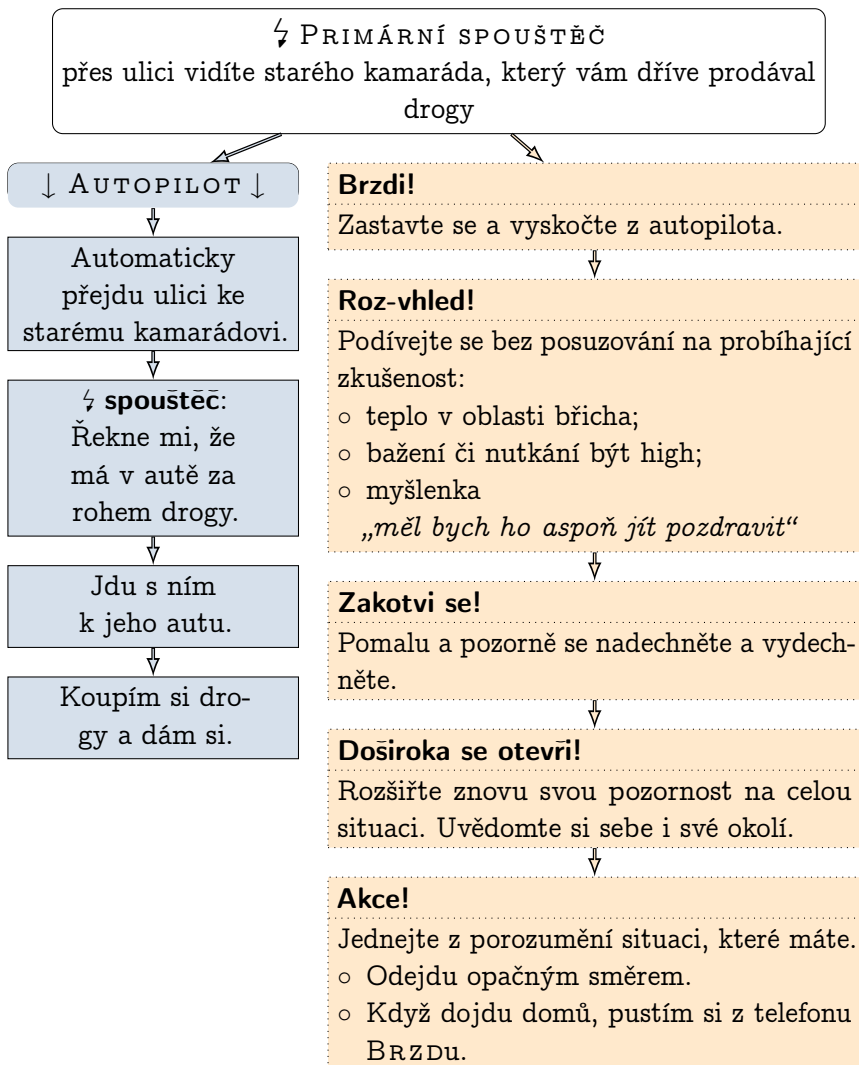 ↯ Primární spouštěč
přes ulici vidíte starého kamaráda, který vám dříve prodával
drogy
↓ Autopilot ↓
Automaticky
přejdu ulici ke
starému kamarádovi.
↯ spouštěč:
Řekne mi, že
má v autě za
rohem drogy.
Jdu s ním
k jeho autu.
Koupím si dro-
gy a dám si.
Brzdi!
Zastavte se a vyskočte z autopilota.
Roz-vhled!
Podívejte se bez posuzování na probíhající
zkušenost:
○ teplo v oblasti břicha;
○ bažení či nutkání být high;
○ myšlenka
„měl bych ho aspoň jít pozdravit“
Zakotvi se!
Pomalu a pozorně se nadechněte a vydech-
něte.
Doširoka se otevři!
Rozšiřte znovu svou pozornost na celou
situaci. Uvědomte si sebe i své okolí.
Akce!
Jednejte z porozumění situaci, které máte.
○ Odejdu opačným směrem.
○ Když dojdu domů, pustím si z telefonu
BRZDu.